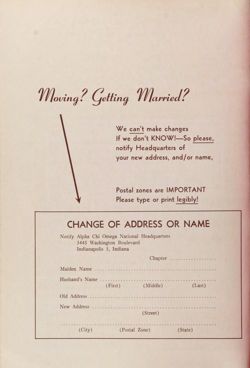 Moving? Getting Married?
We can't make changes
If we don't KNOW!—So please,
notify Headquarters of
your new address, and/or name,
Postal zones are IMPORTANT
Please type or print legibly!
CHANGE OF ADDRESS OR NAME
Notify Alpha Chi Omega National Headquarters
3445 Washington Boulevard
Indianapolis 5, Indiana
Chapter
Maiden Name
Husband's Name
(First) (Middle) (Last)
Old Address
New Address
(Street)
(City) (Postal Zone) (State)